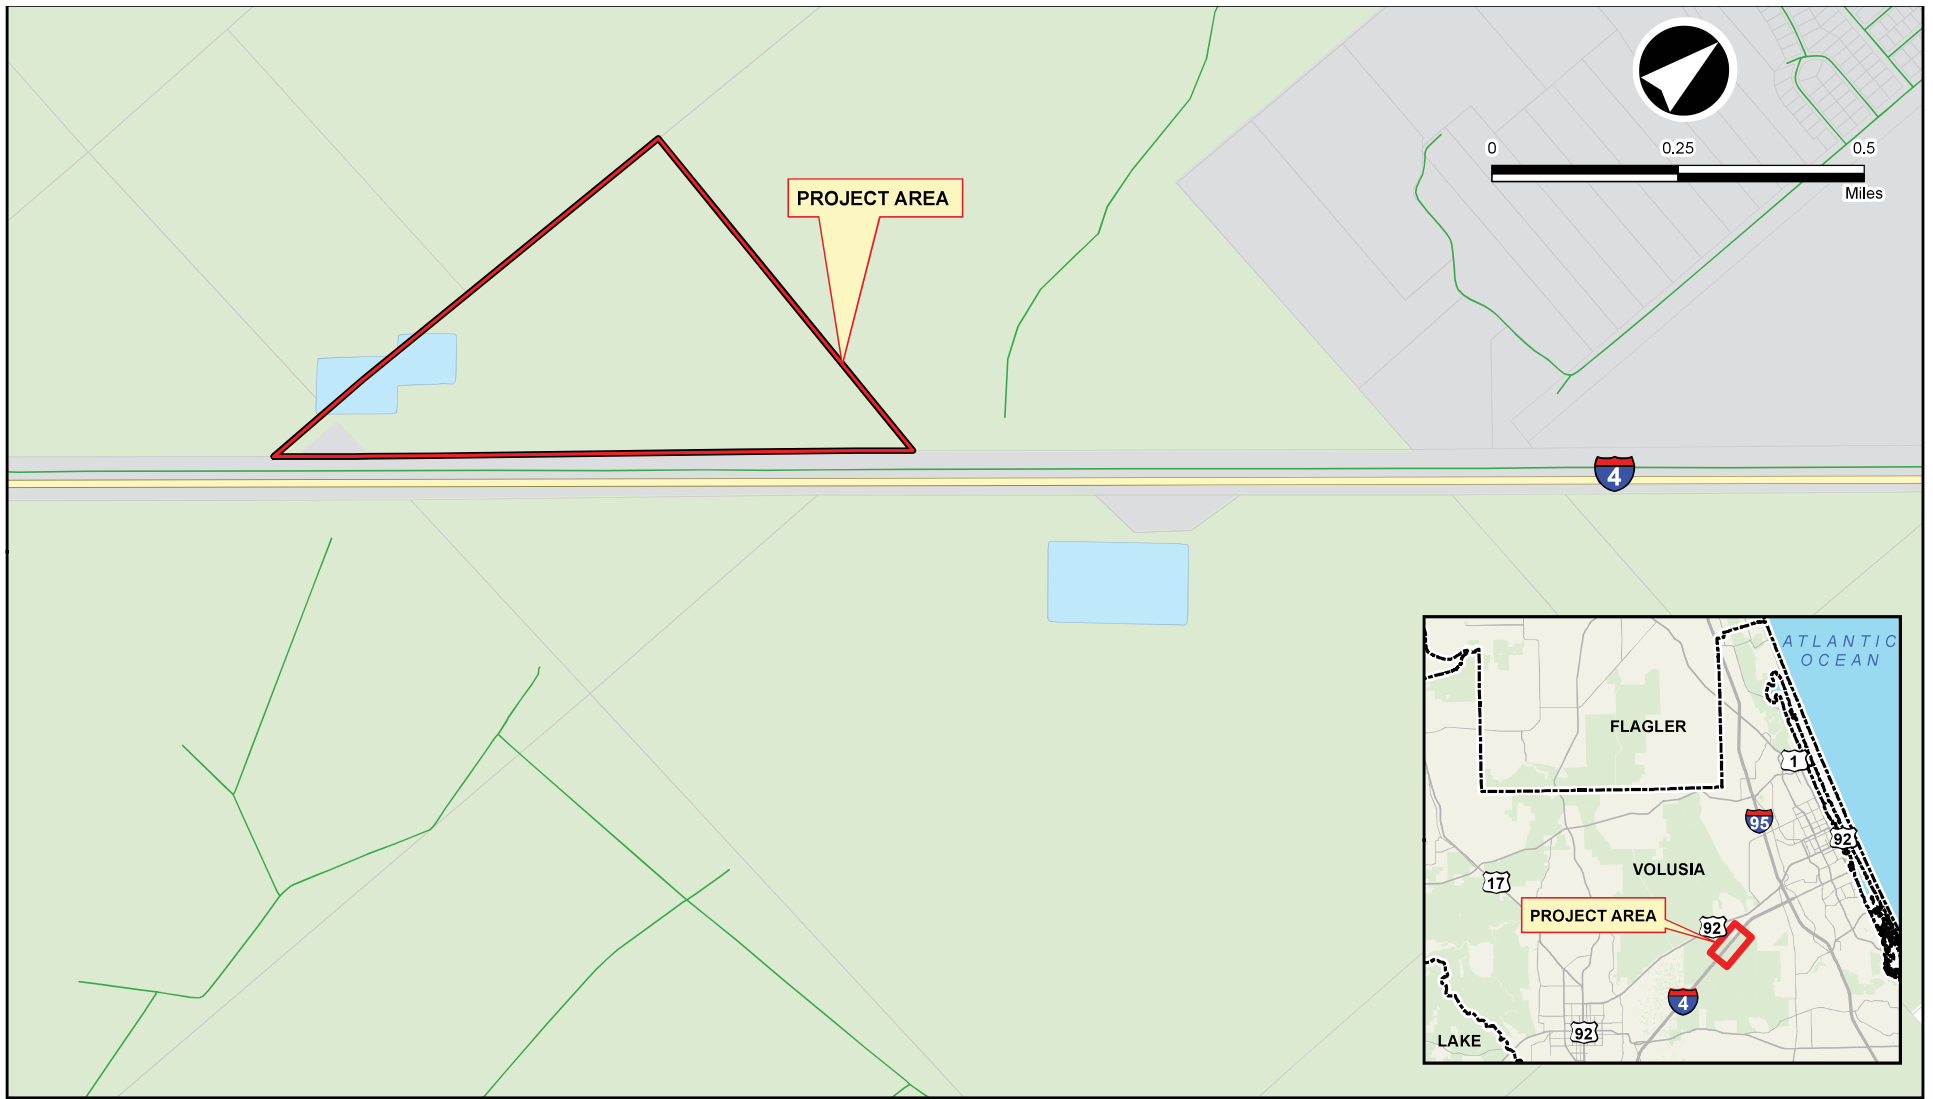 0 0.25 0.5
Miles
PROJECT AREA
4
ATLANTIC
OCEAN
FLAGLER
1
95
92
VOLUSIA
17
PROJECT AREA
92
4
92
LAKE